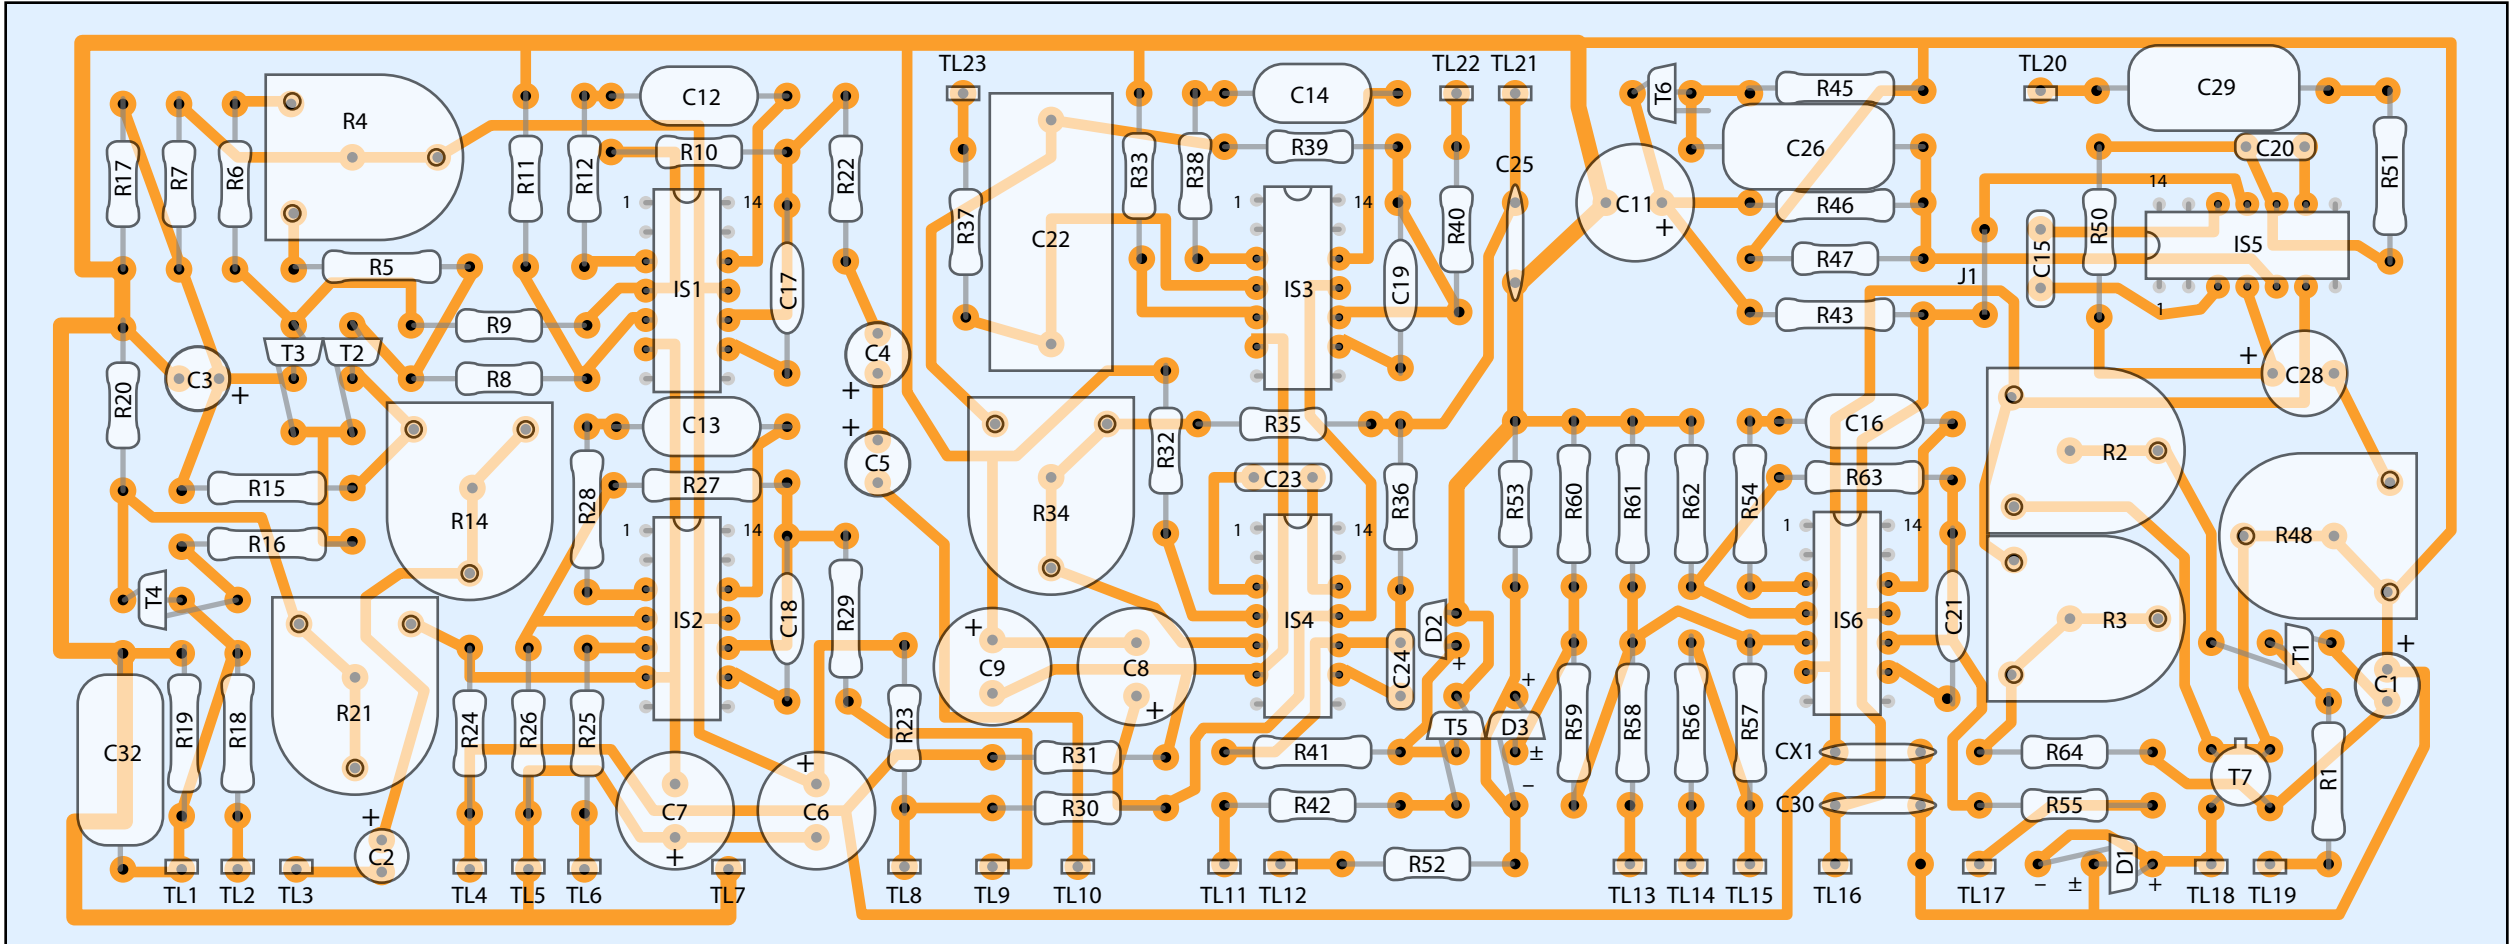 TL23 TL22 TL21 TL20
C12 C14 T6 R45 C29
R4
R17 R7 R6 R11 R12 R10 R22 R33 R38 R39 C25 C26 C20 R51
1 14 1 14 14
R37 C22 R40 C11 + R46 C15 R50 IS5
R5 R47 J1
IS1 C17 IS3 C19 1
R9 R43
T3 T2 C4 + C28
C3 + R8 +
R20 C13 + R35 C16 R2
C5 R32
R15 R28 R27 C23 R36 R53 R60 R61 R62 R54 R63
R14 1 14 R34 1 14 1 14 R48
R16
T4 IS2 C18 R29 IS4 D2 IS6 C21 R3
+ + T1 +
C9 C8 C24 + C1
R21 R24 R26 R25 R23 + T5 D3 R59 R58 R56 R57
C32 R19 R18 R31 R41 ± CX1 R64 T7 R1
+ − 
+ C7 C6 R30 R42 C30 R55
C2 + R52 D1
− ± +
TL1 TL2 TL3 TL4 TL5 TL6 TL7 TL8 TL9 TL10 TL11 TL12 TL13 TL14 TL15 TL16 TL17 TL18 TL19